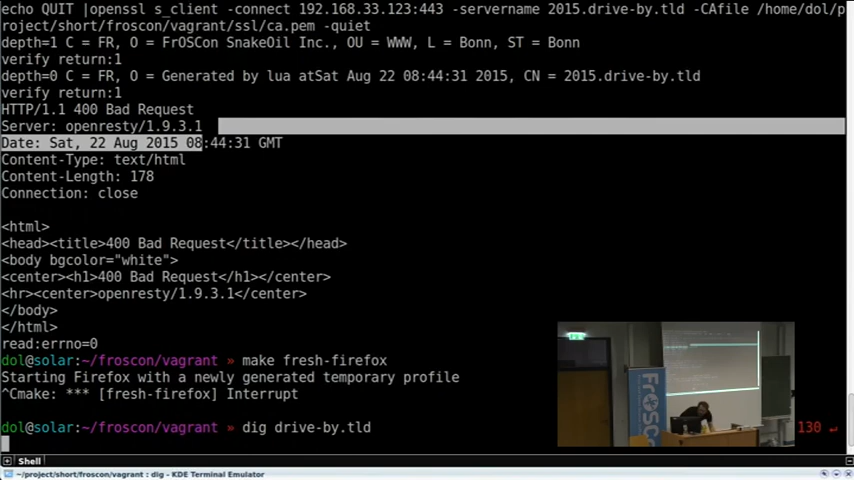 echo QUIT |openssl s_client -connect 192.168.33.123:443 -servername 2015.drive-by.tld -CAfile /home/dol/p
roject/short/froscon/vagrant/ssl/ca.pem -quiet
depth=1 C = FR, O = FrOSCon SnakeOil Inc., OU = WWW, L = Bonn, ST = Bonn
verify return:1
depth=0 C = FR, O = Generated by lua atSat Aug 22 08:44:31 2015, CN = 2015.drive-by.tld
verify return:1
HTTP/1.1 400 Bad Request
Server: openresty/1.9.3.1
Date: Sat, 22 Aug 2015 08:44:31 GMT
Content-Type: text/html
Content-Length: 178
Connection: close
<html>
<head><title>400 Bad Request</title></head>
<body bgcolor="white">
<center><h1>400 Bad Request</h1></center>
<hr><center>openresty/1.9.3.1</center>
</body>
</html>
read:errno=0
dol@solar:~/froscon/vagrant » make fresh-firefox
Starting Firefox with a newly generated temporary profile
^Cmake: *** [fresh-firefox] Interrupt
dol@solar:~/froscon/vagrant » dig drive-by.tld 130 ↵
FrOSCon
Shell
~/project/short/froscon/vagrant : dig - KDE Terminal Emulator